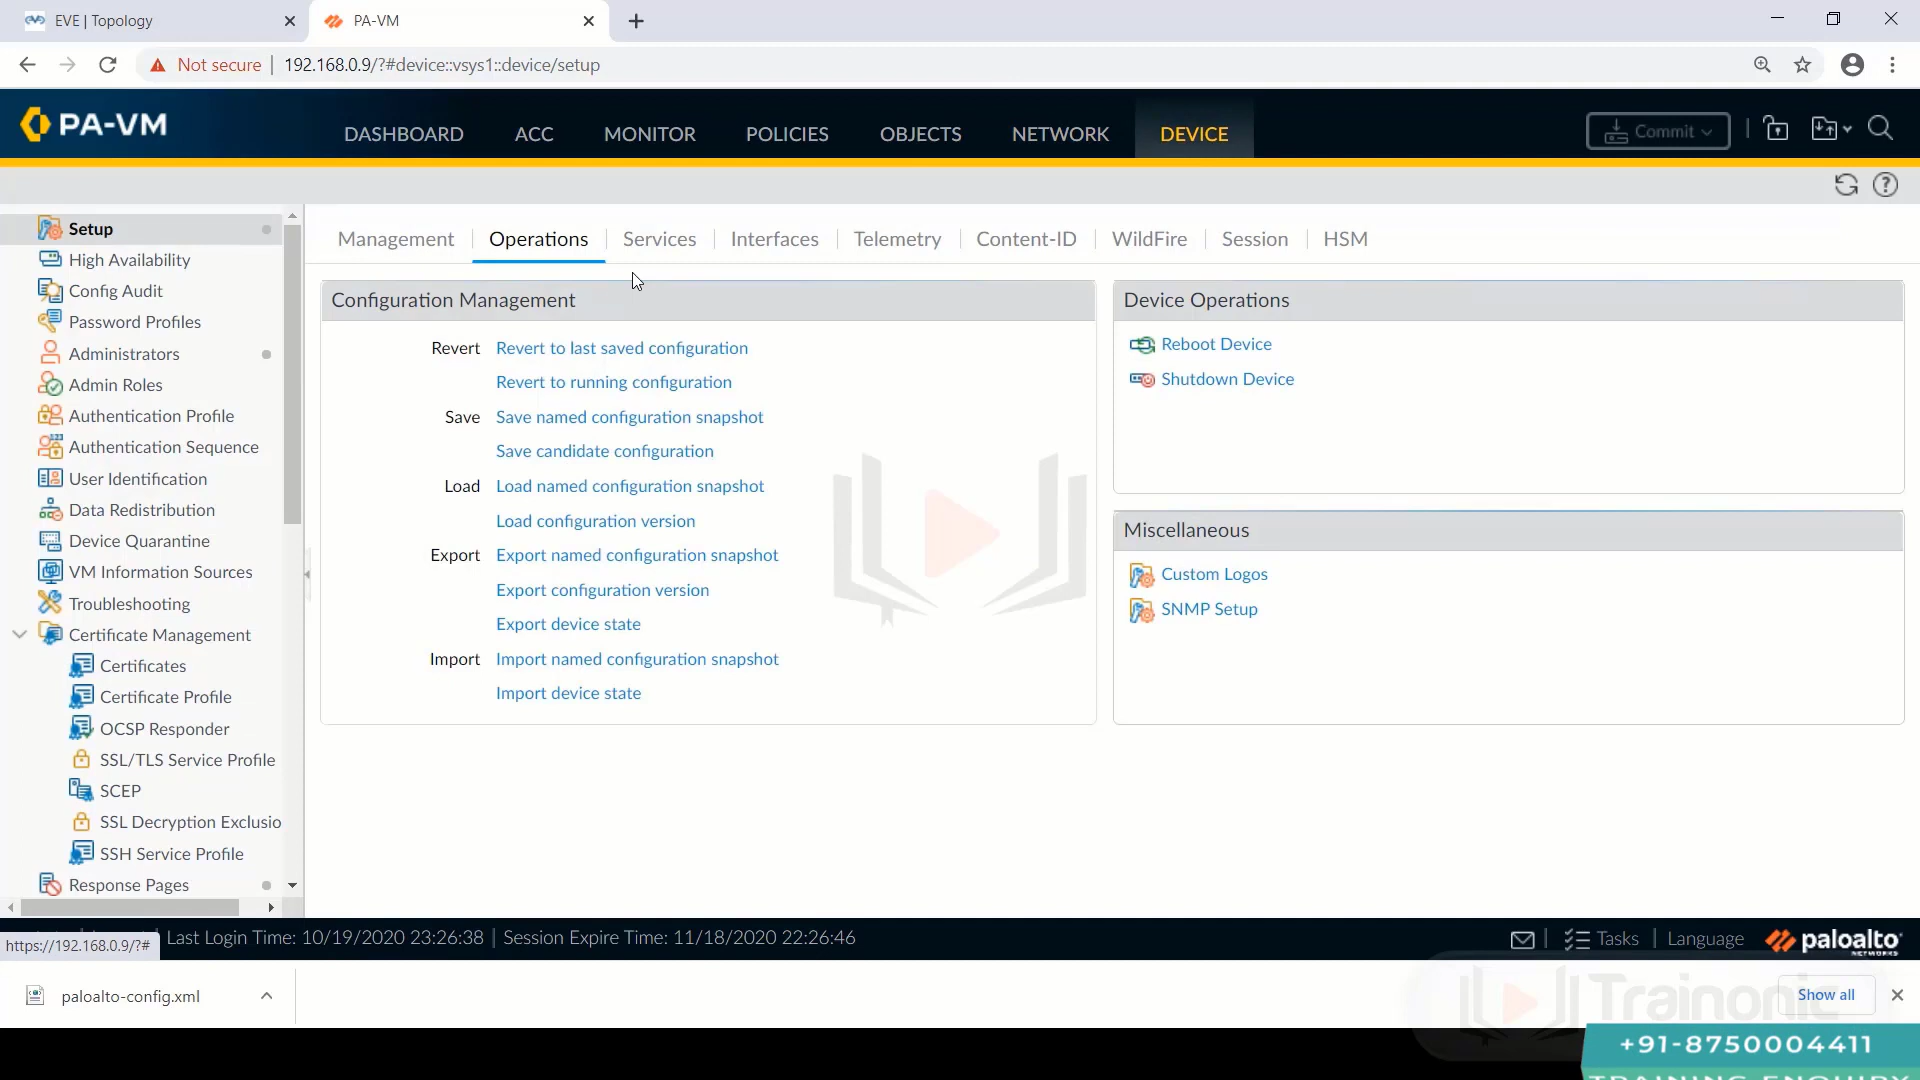 EVE | Topology
PA-VM
Not secure | 192.168.0.9/?#device::vsys1::device/setup
PA-VM
DASHBOARD ACC MONITOR POLICIES OBJECTS NETWORK DEVICE
Commit
Setup
High Availability
Config Audit
Password Profiles
Administrators
Admin Roles
Authentication Profile
Authentication Sequence
User Identification
Data Redistribution
Device Quarantine
VM Information Sources
Troubleshooting
Certificate Management
Certificates
Certificate Profile
OCSP Responder
SSL/TLS Service Profile
SCEP
SSL Decryption Exclusio
SSH Service Profile
Response Pages
Management Operations Services Interfaces Telemetry Content-ID WildFire Session HSM
Configuration Management
Revert Revert to last saved configuration
Revert to running configuration
Save Save named configuration snapshot
Save candidate configuration
Load Load named configuration snapshot
Load configuration version
Export Export named configuration snapshot
Export configuration version
Export device state
Import Import named configuration snapshot
Import device state
Device Operations
Reboot Device
Shutdown Device
Miscellaneous
Custom Logos
SNMP Setup
https://192.168.0.9/?#
Last Login Time: 10/19/2020 23:26:38 | Session Expire Time: 11/18/2020 22:26:46
Tasks | Language
paloalto
NETWORKS
paloalto-config.xml
Show all
Trainonic
+91-8750004411
TRAINING ENQUIRY